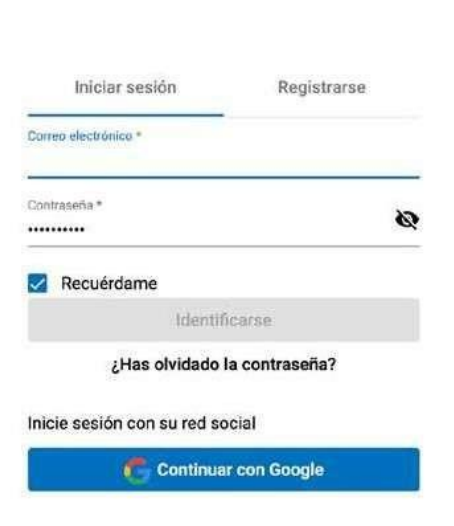 Iniciar sesión Registrarse
Correo electrónico *
Contraseña *
••••••••••
Recuérdame
Identificarse
¿Has olvidado la contraseña?
Inicie sesión con su red social
Continuar con Google